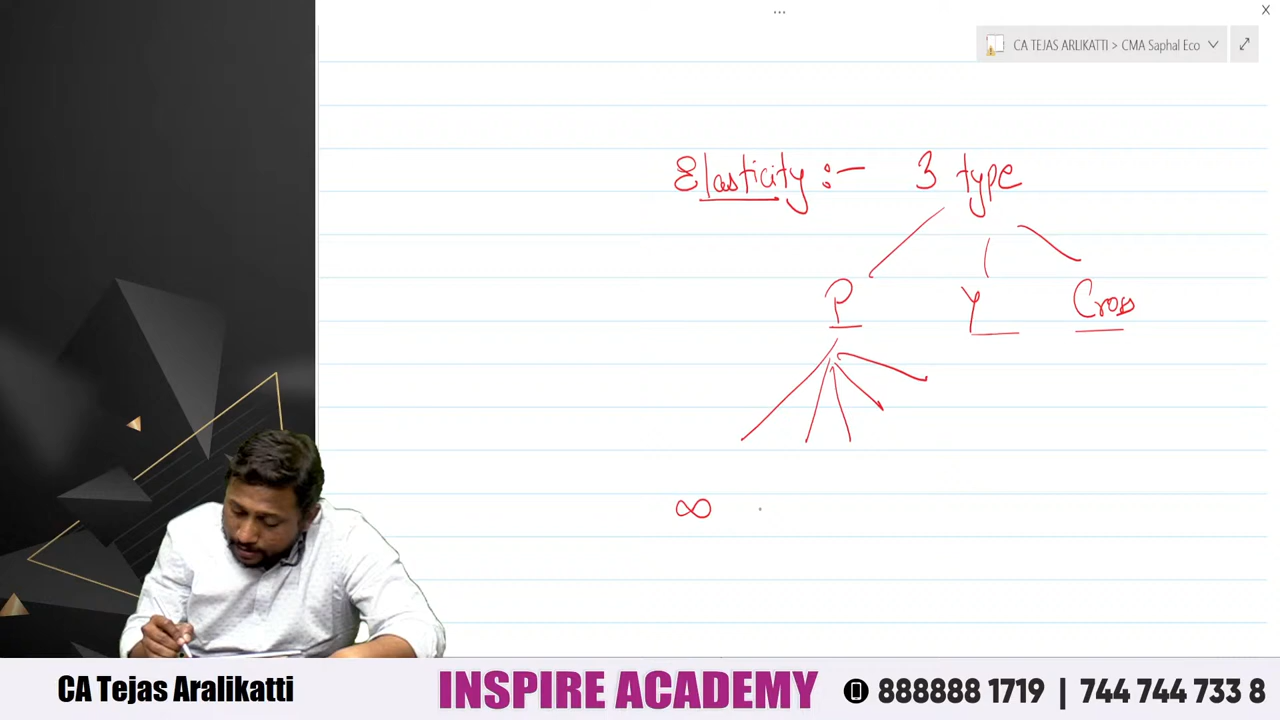 ...
X
CA TEJAS ARLIKATTI > CMA Saphal Eco
Elasticity :- 3 type
P Y Cross
∞
CA Tejas Aralikatti
INSPIRE ACADEMY
888888 1719 | 744 744 733 8